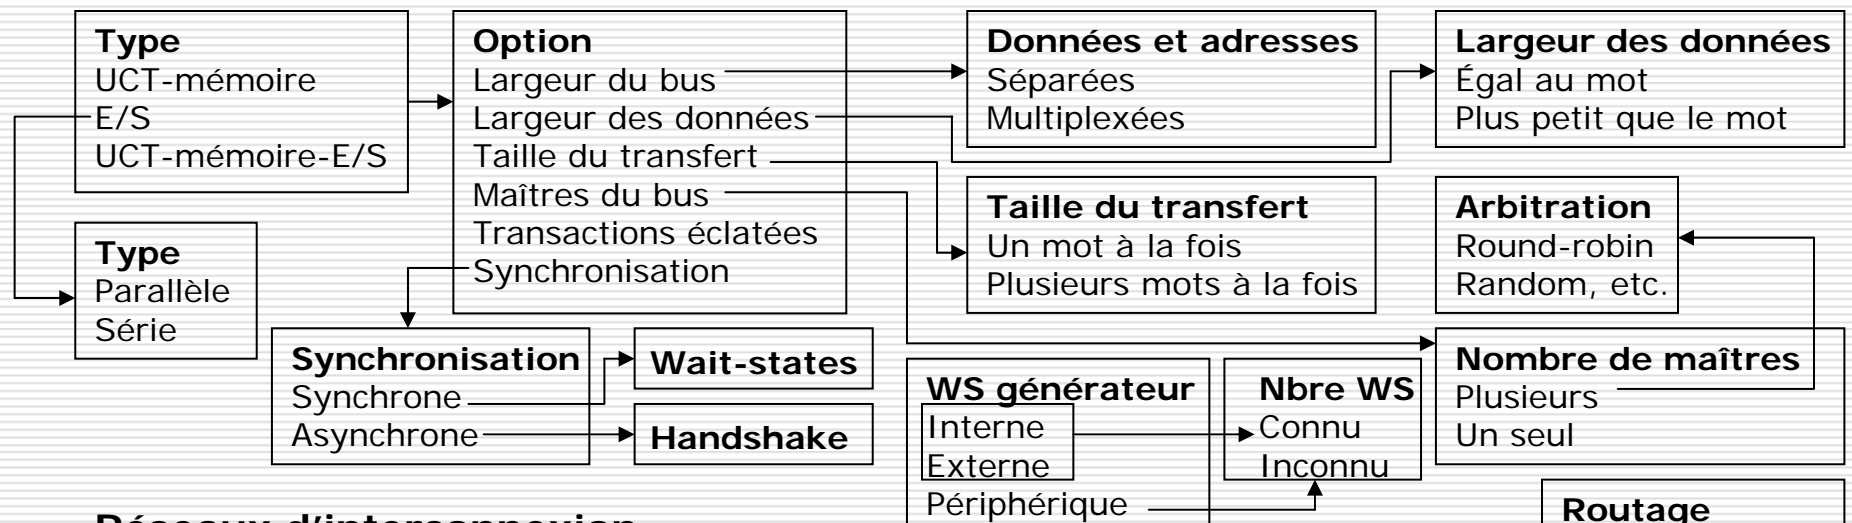 Type
UCT-mémoire
E/S
UCT-mémoire-E/S
Option
Largeur du bus
Largeur des données
Taille du transfert
Maîtres du bus
Transactions éclatées
Synchronisation
Données et adresses
Séparées
Multiplexées
Largeur des données
Égal au mot
Plus petit que le mot
Type
Parallèle
Série
Taille du transfert
Un mot à la fois
Plusieurs mots à la fois
Arbitration
Round-robin
Random, etc.
Synchronisation
Synchrone
Asynchrone
Wait-states
Handshake
WS générateur
Interne
Externe
Périphérique
Nbre WS
Connu
Inconnu
Nombre de maîtres
Plusieurs
Un seul
Réseaux d'interconnexion
Routage